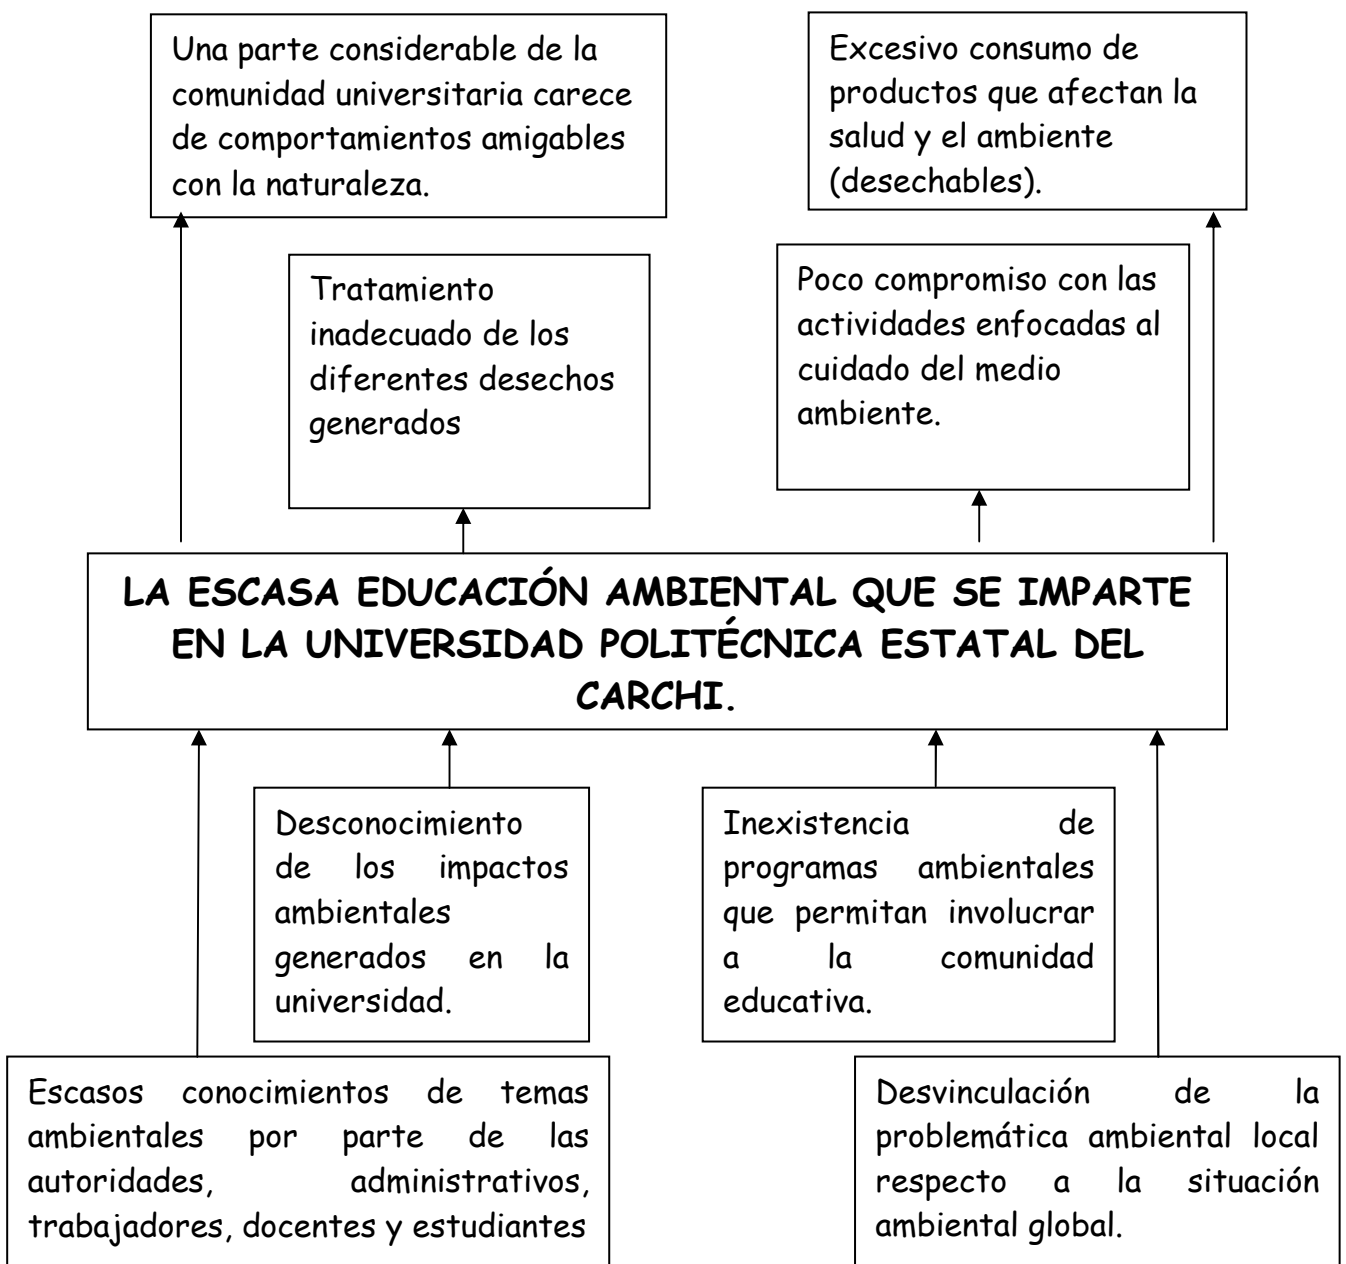 Una parte considerable de la
comunidad universitaria carece
de comportamientos amigables
con la naturaleza.
Excesivo consumo de
productos que afectan la
salud y el ambiente
(desechables).
Tratamiento
inadecuado de los
diferentes desechos
generados
Poco compromiso con las
actividades enfocadas al
cuidado del medio
ambiente.
LA ESCASA EDUCACIÓN AMBIENTAL QUE SE IMPARTE
EN LA UNIVERSIDAD POLITÉCNICA ESTATAL DEL
CARCHI.
Desconocimiento
de los impactos
ambientales
generados en la
universidad.
Inexistencia de
programas ambientales
que permitan involucrar
a la comunidad
educativa.
Escasos conocimientos de temas
ambientales por parte de las
autoridades, administrativos,
trabajadores, docentes y estudiantes
Desvinculación de la
problemática ambiental local
respecto a la situación
ambiental global.